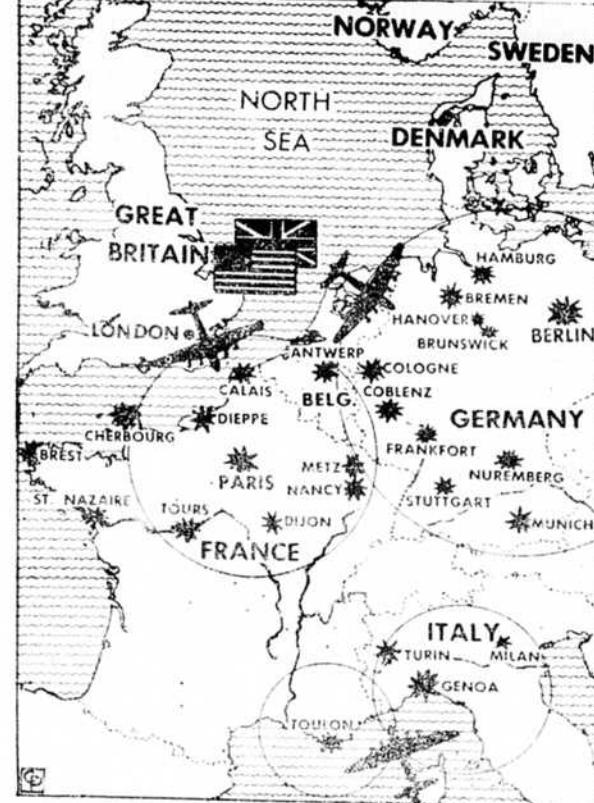 NORWAY
SWEDEN
NORTH
SEA
DENMARK
GREAT
BRITAIN
HAMBURG
BREMEN
HANOVER
BRUNSWICK
BERLIN
LONDON
ANTWERP
COLOGNE
CALAIS
BELG.
COBLENZ
DIEPPE
CHERBOURG
GERMANY
BREST
FRANKFORT
METZ
NUREMBERG
PARIS
NANCY
STUTTGART
ST. NAZAIRE
TOURS
DIJON
MUNICH
FRANCE
ITALY
TURIN
MILAN
GENOA
TOULON